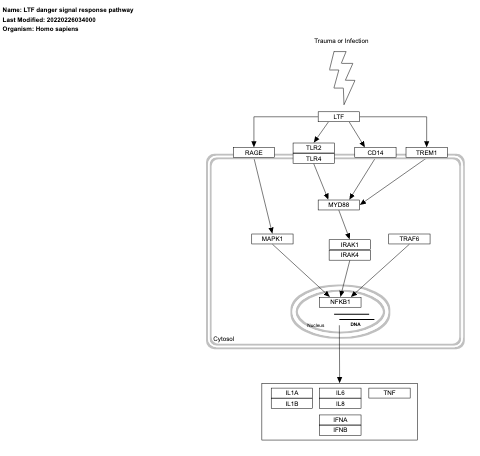 Name: LTF danger signal response pathway
Last Modified: 20220226034000
Organism: Homo sapiens
Trauma or Infection
LTF
RAGE
TLR2
TLR4
CD14
TREM1
MYD88
MAPK1
IRAK1
IRAK4
TRAF6
NFKB1
DNA
Nucleus
Cytosol
IL1A
IL6
TNF
IL1B
IL8
IFNA
IFNB